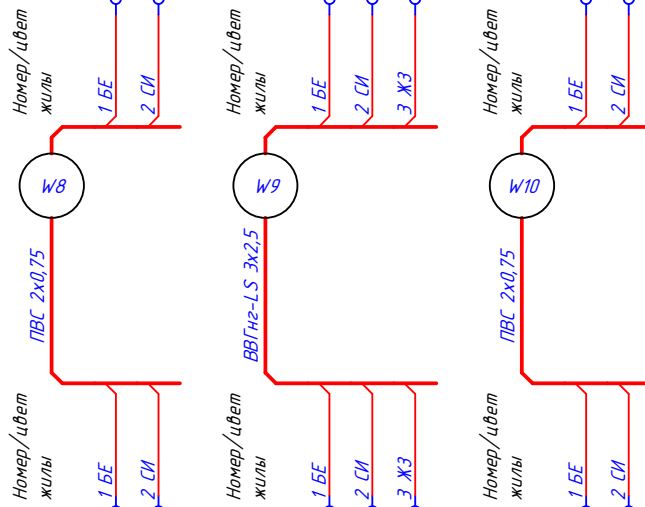 Номер/цвет
жилы
1 БЕ
2 СИ
W8
ПВС 2х0,75
Номер/цвет
жилы
1 БЕ
2 СИ
Номер/цвет
жилы
1 БЕ
2 СИ
3 ЖЗ
W9
ВВГнг-LS 3х2,5
Номер/цвет
жилы
1 БЕ
2 СИ
3 ЖЗ
Номер/цвет
жилы
1 БЕ
2 СИ
W10
ПВС 2х0,75
Номер/цвет
жилы
1 БЕ
2 СИ